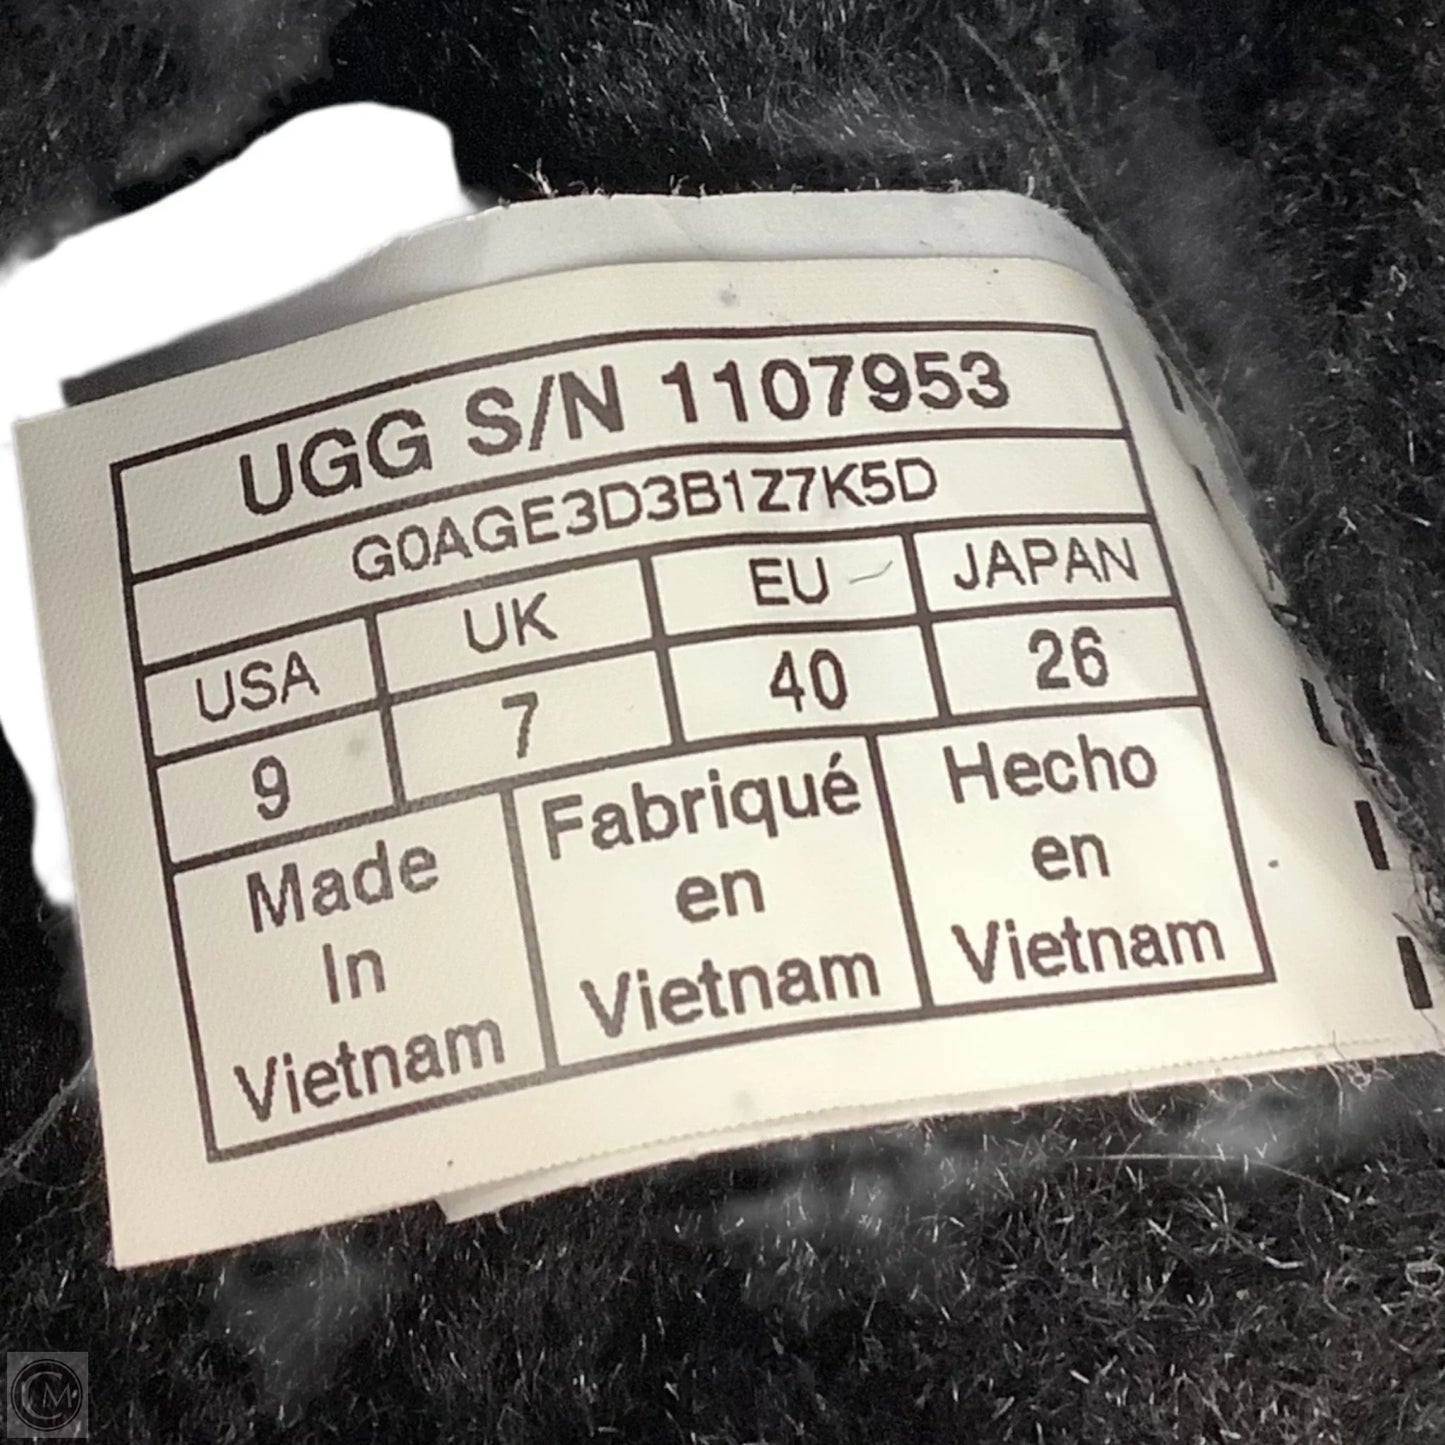 UGG S/N 1107953
G0AGE3D3B1Z7K5D
USA UK EU JAPAN
9 7 40 26
Made
In
Vietnam
Fabriqué
en
Vietnam
Hecho
en
Vietnam
CM